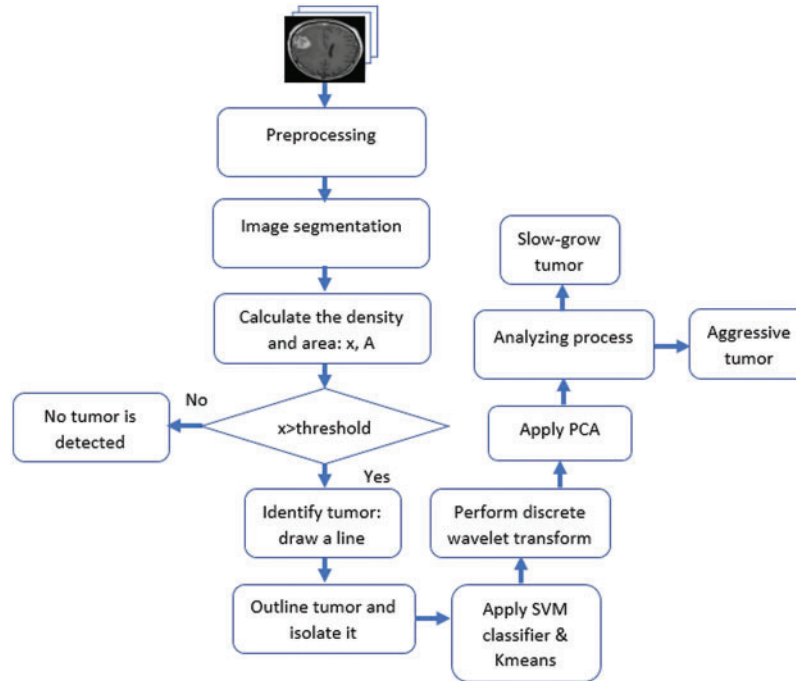 Preprocessing
Image segmentation
Calculate the density
and area: x, A
x>threshold
No
No tumor is
detected
Yes
Identify tumor:
draw a line
Outline tumor and
isolate it
Apply SVM
classifier &
Kmeans
Perform discrete
wavelet transform
Apply PCA
Analyzing process
Slow-grow
tumor
Aggressive
tumor